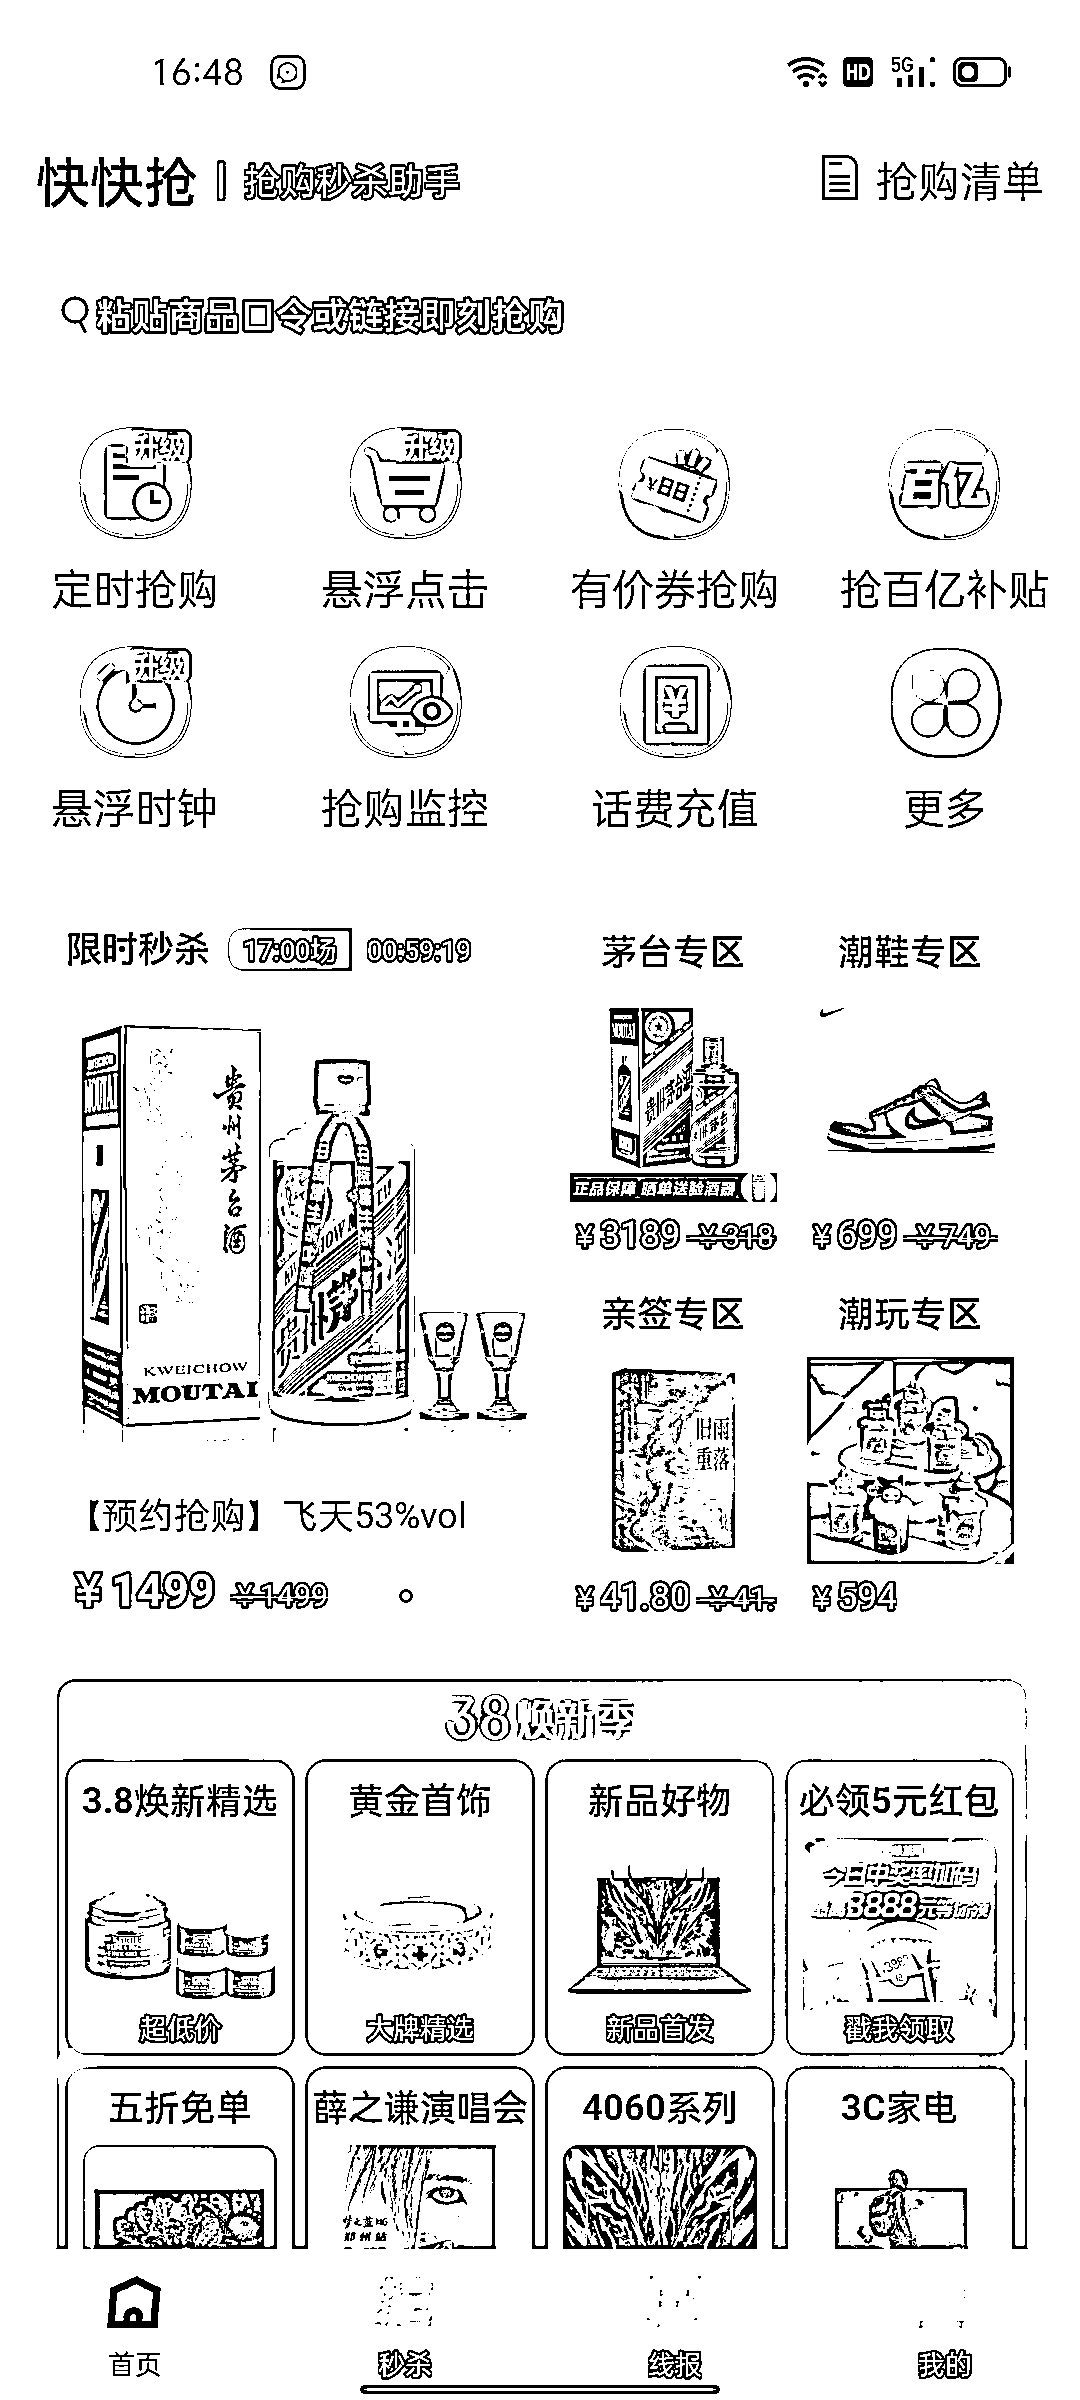 16:48 HD 5G
快快抢 | 抢购秒杀助手 抢购清单
粘贴商品口令或链接即刻抢购
升级 升级 ¥88 百亿
定时抢购 悬浮点击 有价券抢购 抢百亿补贴
升级
悬浮时钟 抢购监控 话费充值 更多
限时秒杀 17:00场 00:59:19 茅台专区 潮鞋专区
贵州茅台酒
KWEICHOW
MOUTAI
正品保障 晒单送验酒器
¥3189 ¥318 ¥699 ¥749
亲签专区 潮玩专区
旧雨
重落
【预约抢购】飞天53%vol
¥1499 ¥1499 ¥41.80 ¥41. ¥594
38焕新季
3.8焕新精选 黄金首饰 新品好物 必领5元红包
今日中奖率加码
最高8888元等你领
超低价 大牌精选 新品首发 戳我领取
五折免单 薛之谦演唱会 4060系列 3C家电
郑州站
首页 秒杀 线报 我的